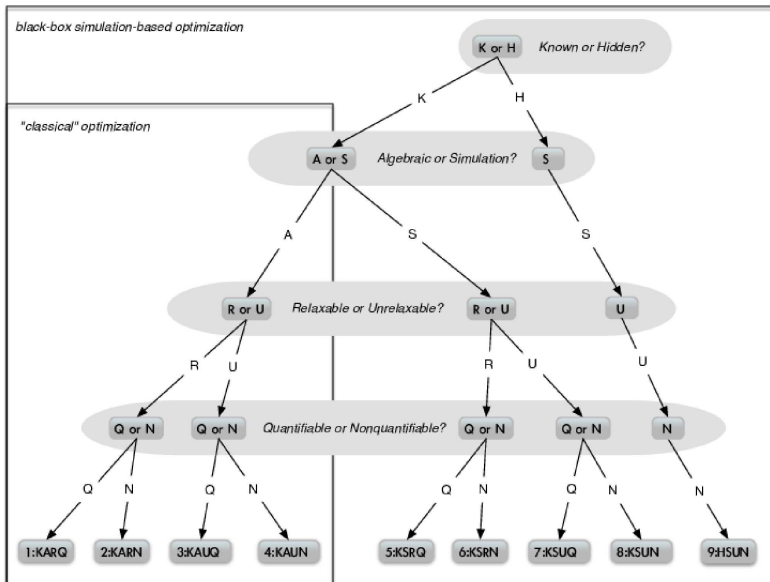 black-box simulation-based optimization
K or H Known or Hidden?
K H
"classical" optimization
A or S Algebraic or Simulation? S
A S S
R or U Relaxable or Unrelaxable? R or U U
R U R U U
Q or N Q or N Quantifiable or Nonquantifiable? Q or N Q or N N
Q N Q N Q N Q N N
1:KARQ 2:KARN 3:KAUQ 4:KAUN 5:KSRQ 6:KSRN 7:KSUQ 8:KSUN 9:HSUN